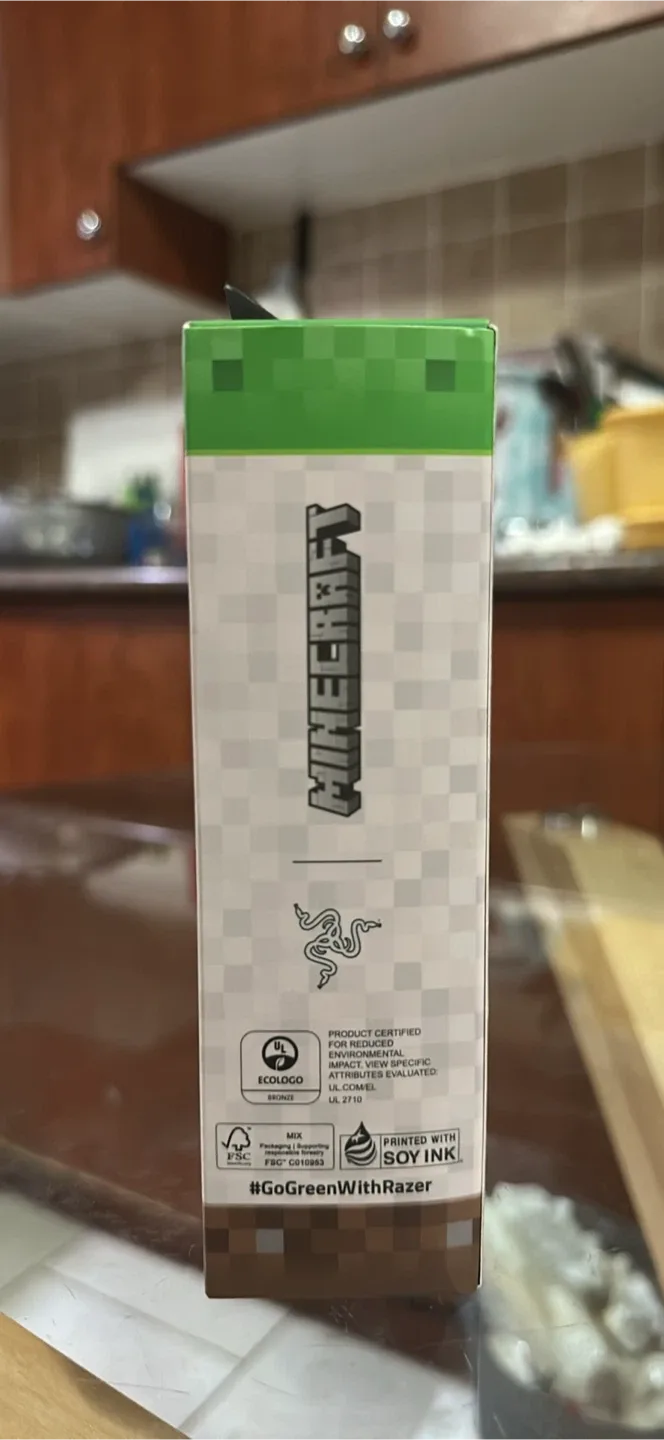 MINECRAFT
UL
ECOLOGO
BRONZE
PRODUCT CERTIFIED
FOR REDUCED
ENVIRONMENTAL
IMPACT. VIEW SPECIFIC
ATTRIBUTES EVALUATED:
UL.COM/EL
UL 2710
FSC
MIX
Packaging | Supporting
responsible forestry
FSC™ C010953
PRINTED WITH
SOY INK
#GoGreenWithRazer